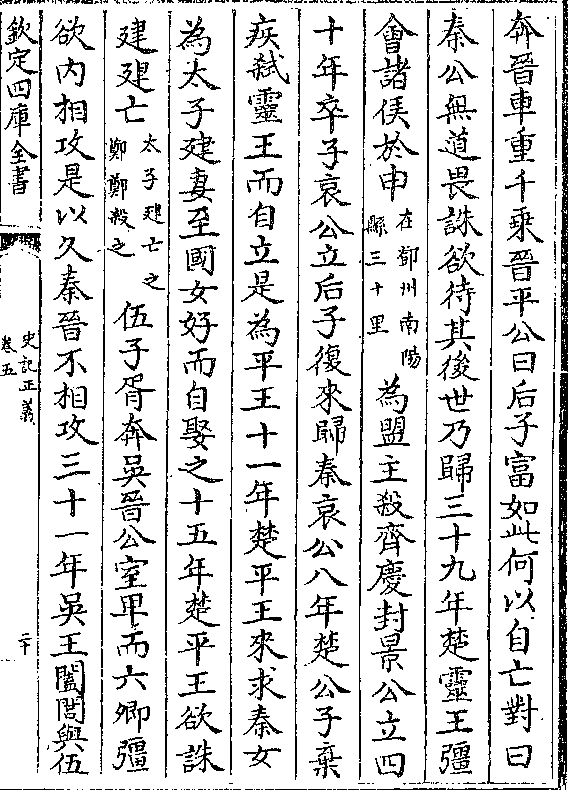 奔晉車重千乘晉平公曰后子富如此何以自亡對曰
秦公無道畏誅欲待其後世乃歸三十九年楚靈王彊
會諸侯於申
在鄧州南陽
縣三十里
為盟主殺齊慶封景公立四
十年卒子哀公立后子復來歸秦哀公八年楚公子棄
疾弑靈王而自立是為平王十一年楚平王來求秦女
為太子建妻至國女好而自娶之十五年楚平王欲誅
建建亡
太子建亡之
鄭鄭殺之
伍子胥奔吳晉公室卑而六卿彊
欲内相攻是以久秦晉不相攻三十一年吳王闔閭與伍
欽定四庫全書
史記正義
卷五
二十